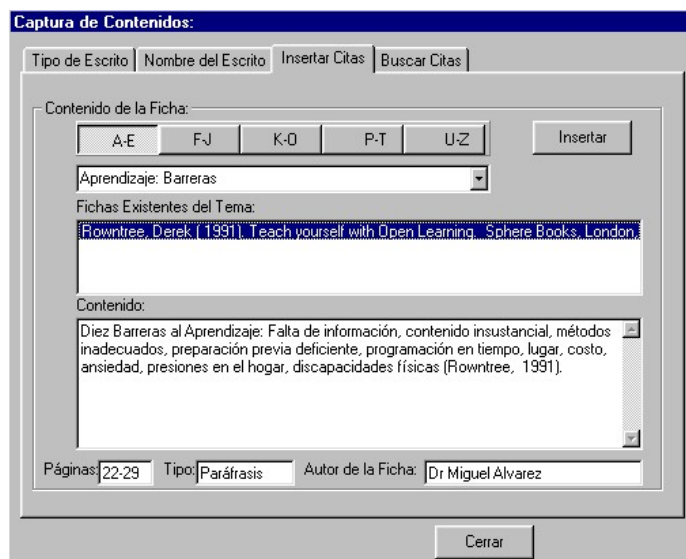 Captura de Contenidos:
Tipo de Escrito Nombre del Escrito Insertar Citas Buscar Citas
Contenido de la Ficha:
A-E F-J K-O P-T U-Z Insertar
Aprendizaje: Barreras
Fichas Existentes del Tema:
Rowntree, Derek ( 1991). Teach yourself with Open Learning. Sphere Books, London,
Contenido:
Diez Barreras al Aprendizaje: Falta de información, contenido insustancial, métodos
inadecuados, preparación previa deficiente, programación en tiempo, lugar, costo,
ansiedad, presiones en el hogar, discapacidades físicas (Rowntree, 1991).
Páginas: 22-29 Tipo: Paráfrasis Autor de la Ficha: Dr Miguel Alvarez
Cerrar